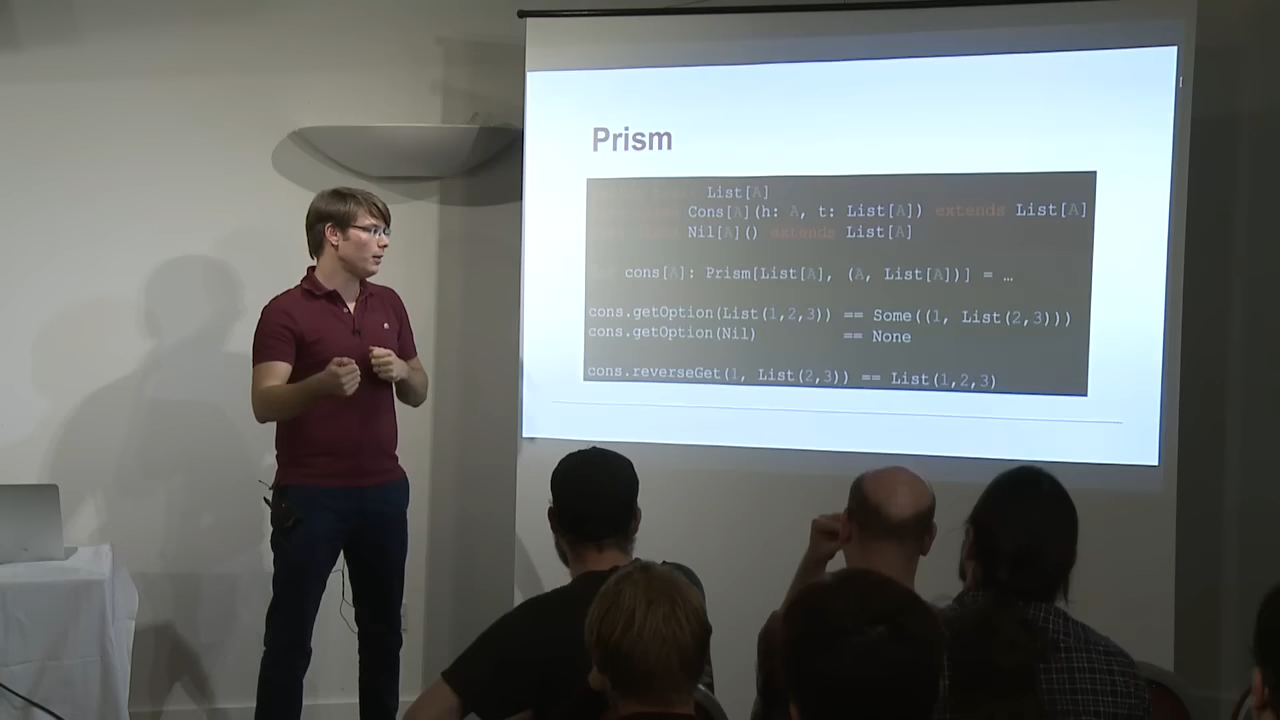 Prism
List[A]
Cons[A](h: A, t: List[A]) extends List[A]
Nil[A]() extends List[A]
cons[A]: Prism[List[A], (A, List[A])] = …
cons.getOption(List(1,2,3)) == Some((1, List(2,3)))
cons.getOption(Nil) == None
cons.reverseGet(1, List(2,3)) == List(1,2,3)